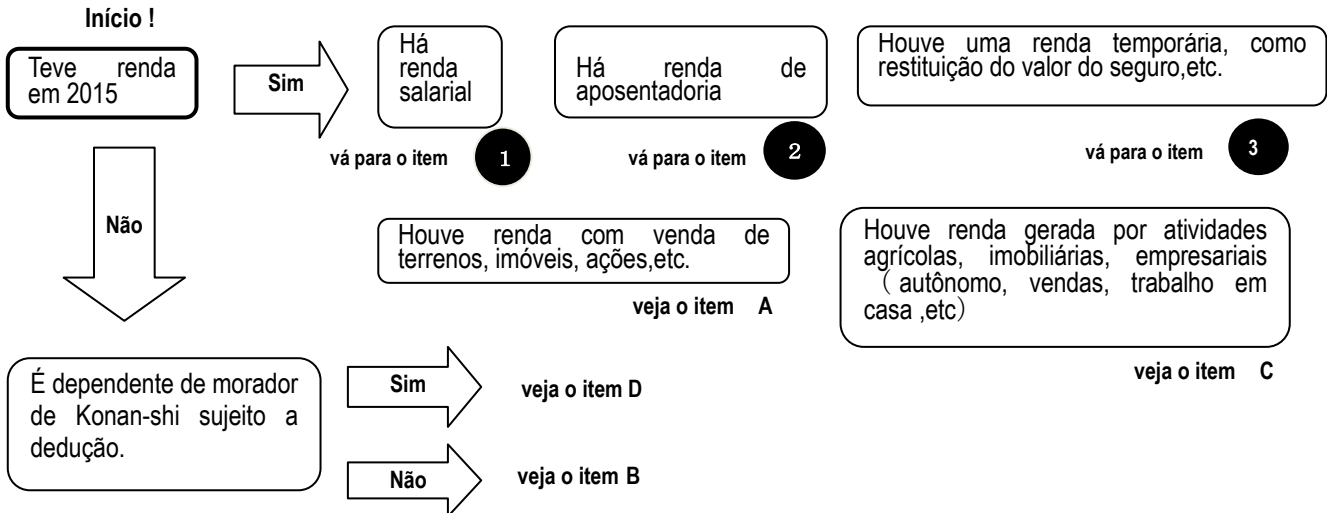 Início !
Teve renda
em 2015
Sim
Há
renda
salarial
vá para o item 1
Há renda de
aposentadoria
vá para o item 2
Houve uma renda temporária, como
restituição do valor do seguro,etc.
vá para o item 3
Não
Houve renda com venda de
terrenos, imóveis, ações,etc.
veja o item A
Houve renda gerada por atividades
agrícolas, imobiliárias, empresariais
（ autônomo, vendas, trabalho em
casa ,etc）
veja o item C
É dependente de morador
de Konan-shi sujeito a
dedução.
Sim
veja o item D
Não
veja o item B